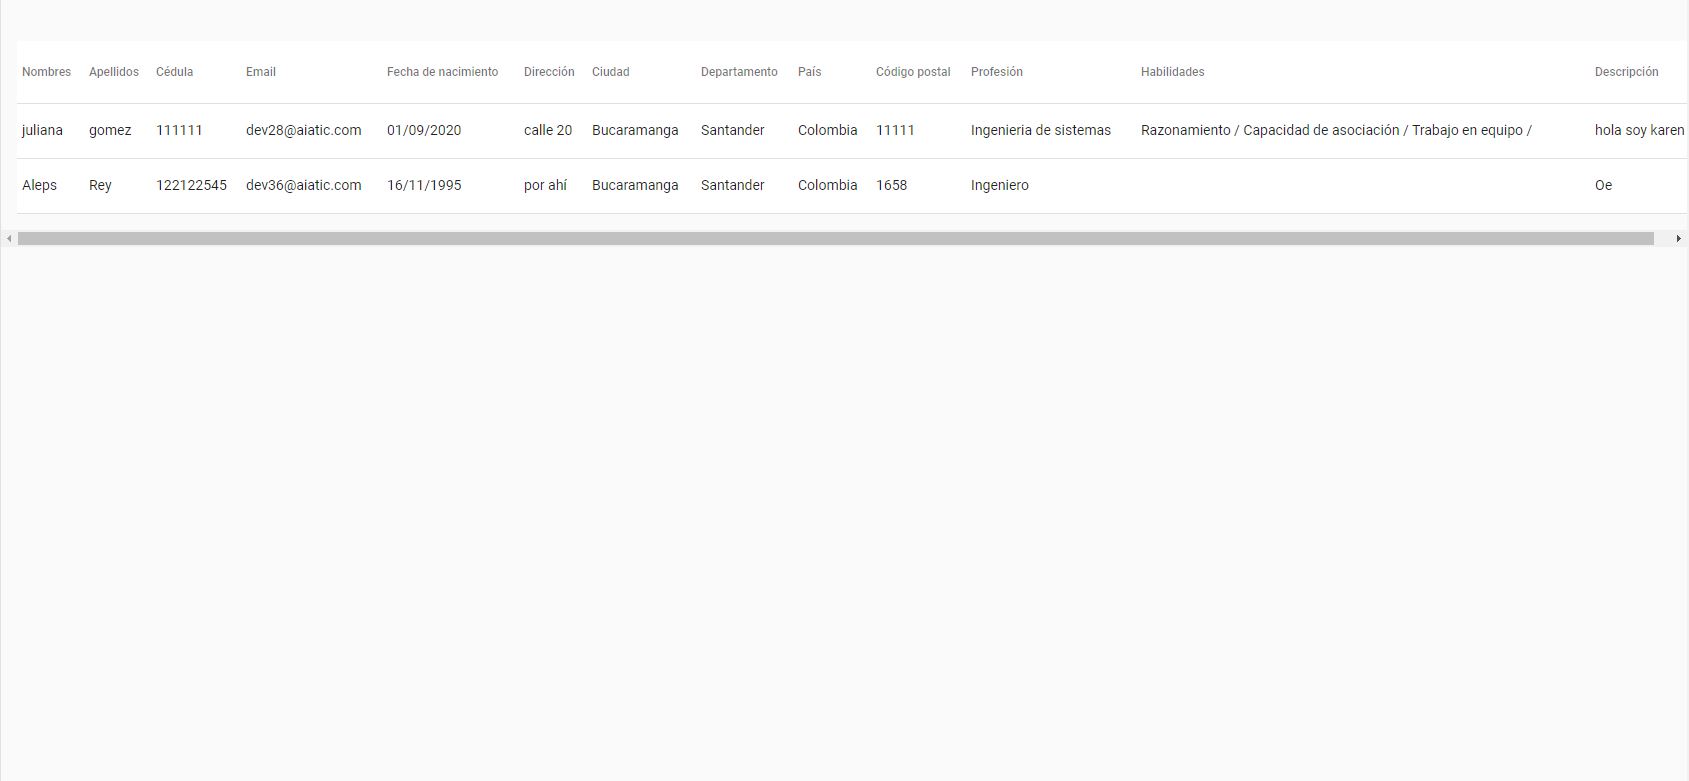 Nombres Apellidos Cédula Email Fecha de nacimiento Dirección Ciudad Departamento País Código postal Profesión Habilidades Descripción
juliana gomez 111111 dev28@aiatic.com 01/09/2020 calle 20 Bucaramanga Santander Colombia 11111 Ingenieria de sistemas Razonamiento / Capacidad de asociación / Trabajo en equipo / hola soy karen
Aleps Rey 122122545 dev36@aiatic.com 16/11/1995 por ahí Bucaramanga Santander Colombia 1658 Ingeniero Oe